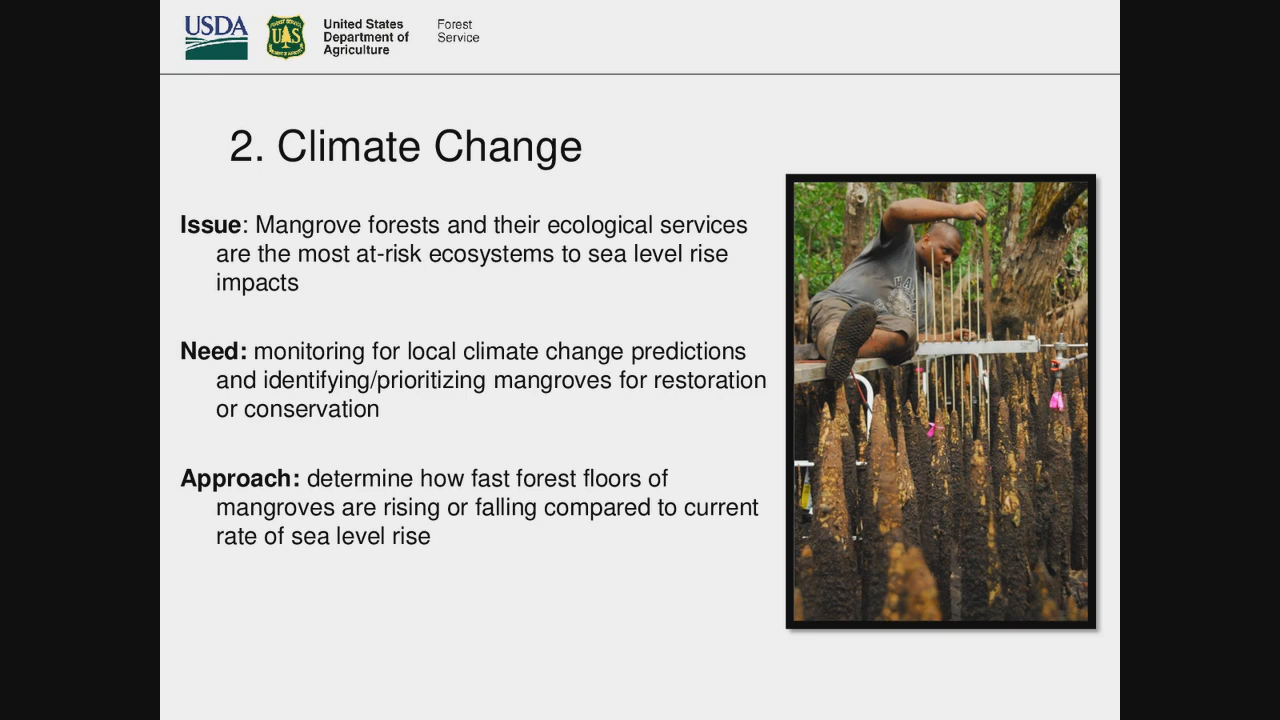 USDA
UAS
United States
Department of
Agriculture
Forest
Service
2. Climate Change
Issue: Mangrove forests and their ecological services
are the most at-risk ecosystems to sea level rise
impacts
Need: monitoring for local climate change predictions
and identifying/prioritizing mangroves for restoration
or conservation
Approach: determine how fast forest floors of
mangroves are rising or falling compared to current
rate of sea level rise